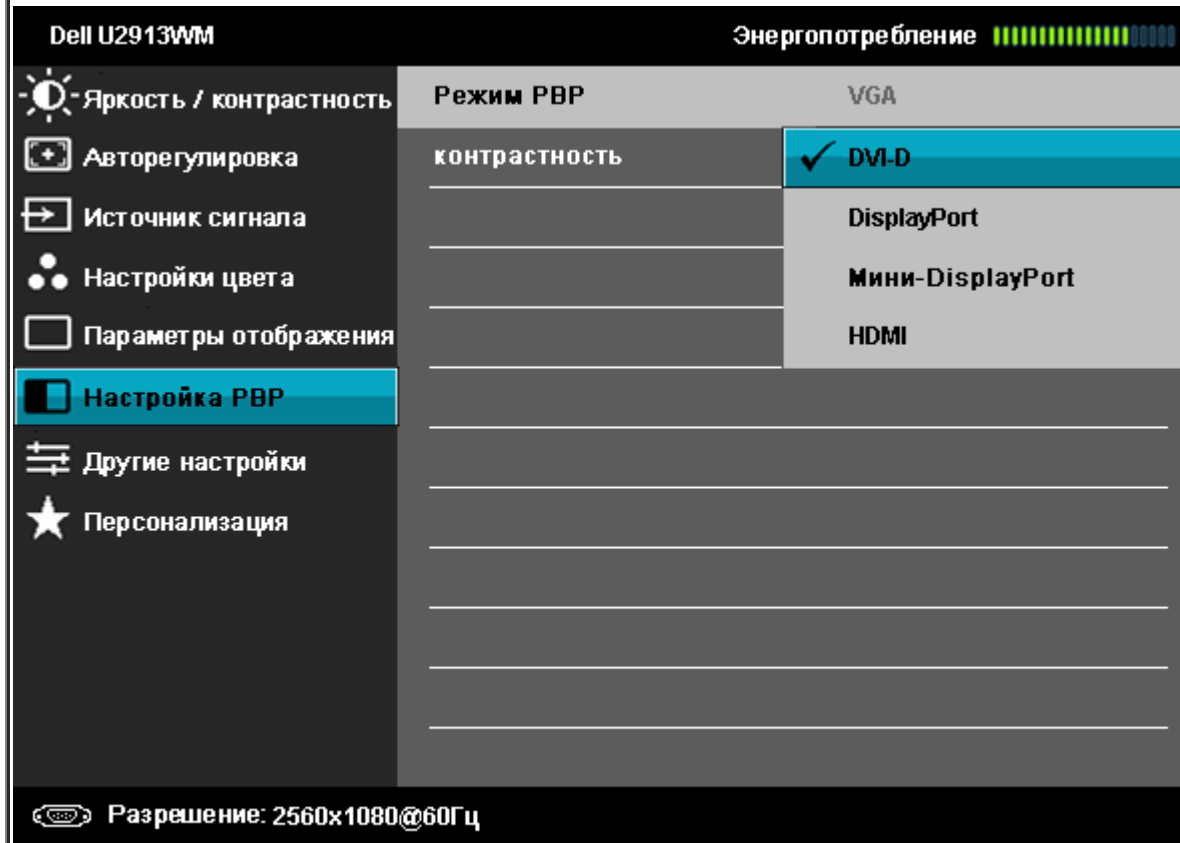 Dell U2913WM Энергопотребление
Яркость / контрастность Режим PBP VGA
Авторегулировка контрастность DVI-D
Источник сигнала DisplayPort
Настройки цвета Мини-DisplayPort
Параметры отображения HDMI
Настройка PBP
Другие настройки
Персонализация
Разрешение: 2560x1080@60Гц